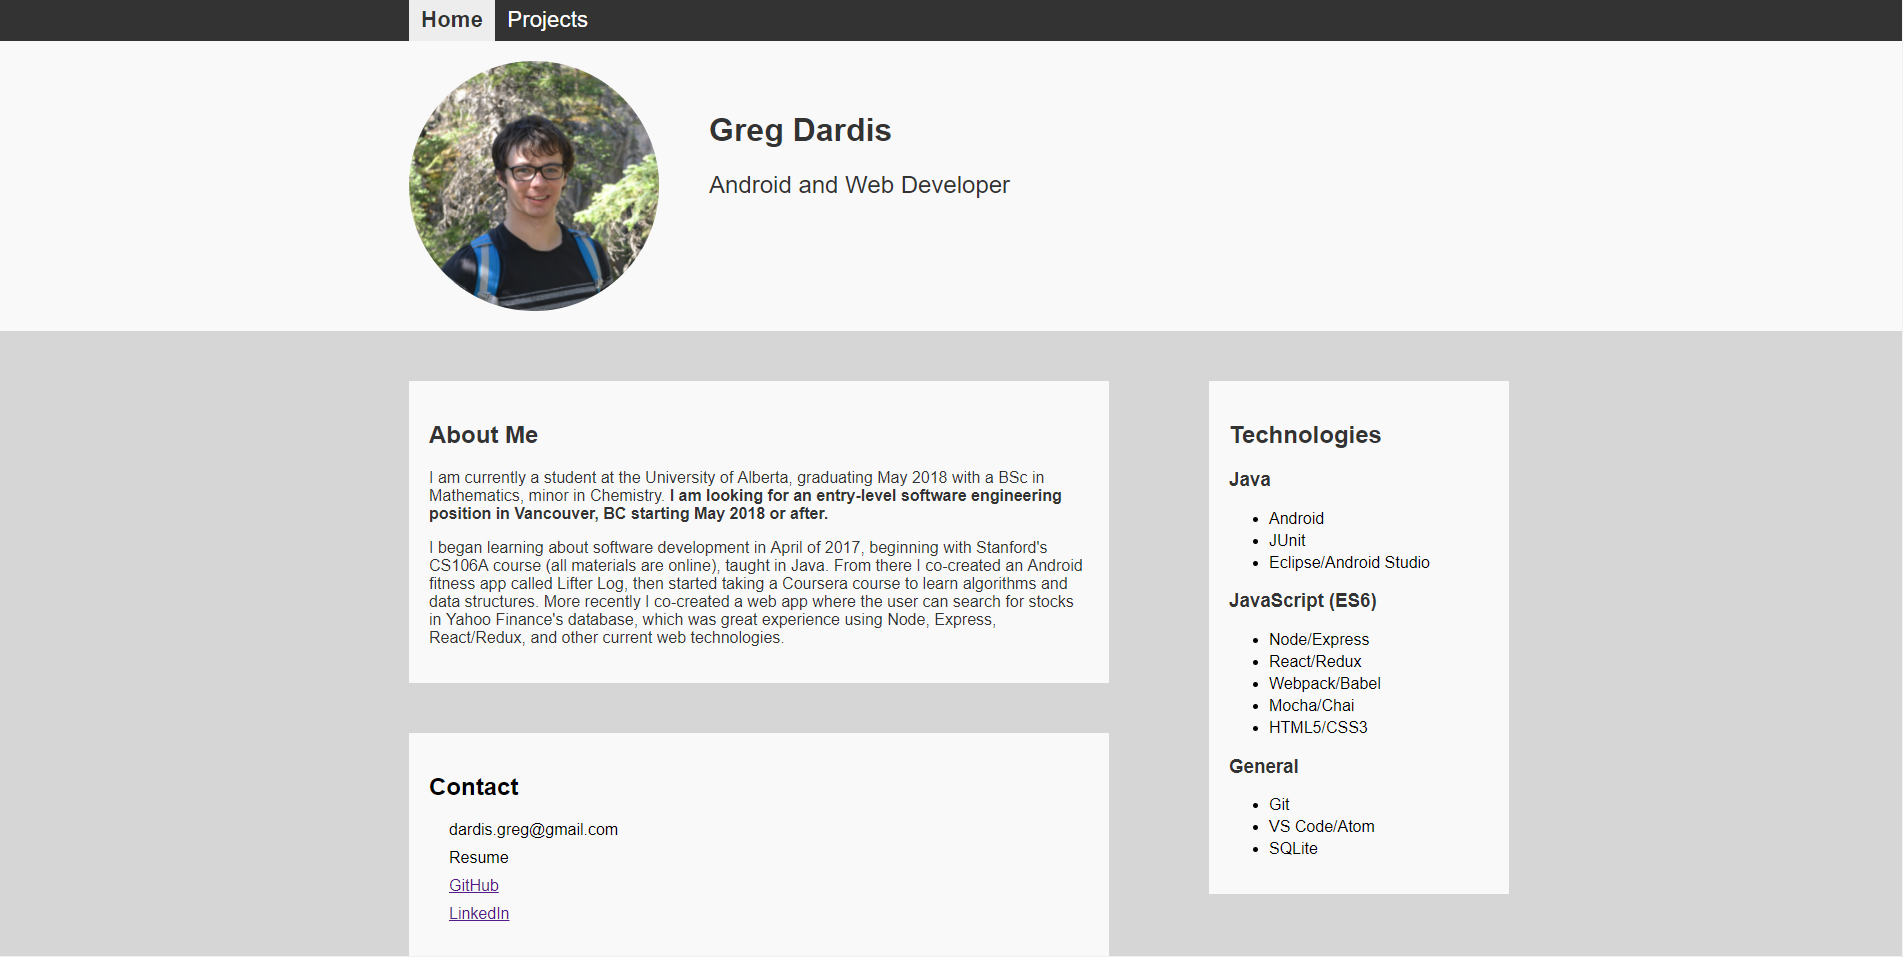 Home Projects
Greg Dardis
Android and Web Developer
About Me
I am currently a student at the University of Alberta, graduating May 2018 with a BSc in
Mathematics, minor in Chemistry. I am looking for an entry-level software engineering
position in Vancouver, BC starting May 2018 or after.
I began learning about software development in April of 2017, beginning with Stanford's
CS106A course (all materials are online), taught in Java. From there I co-created an Android
fitness app called Lifter Log, then started taking a Coursera course to learn algorithms and
data structures. More recently I co-created a web app where the user can search for stocks
in Yahoo Finance's database, which was great experience using Node, Express,
React/Redux, and other current web technologies.
Contact
dardis.greg@gmail.com
Resume
GitHub
LinkedIn
Technologies
Java
Android
JUnit
Eclipse/Android Studio
JavaScript (ES6)
Node/Express
React/Redux
Webpack/Babel
Mocha/Chai
HTML5/CSS3
General
Git
VS Code/Atom
SQLite